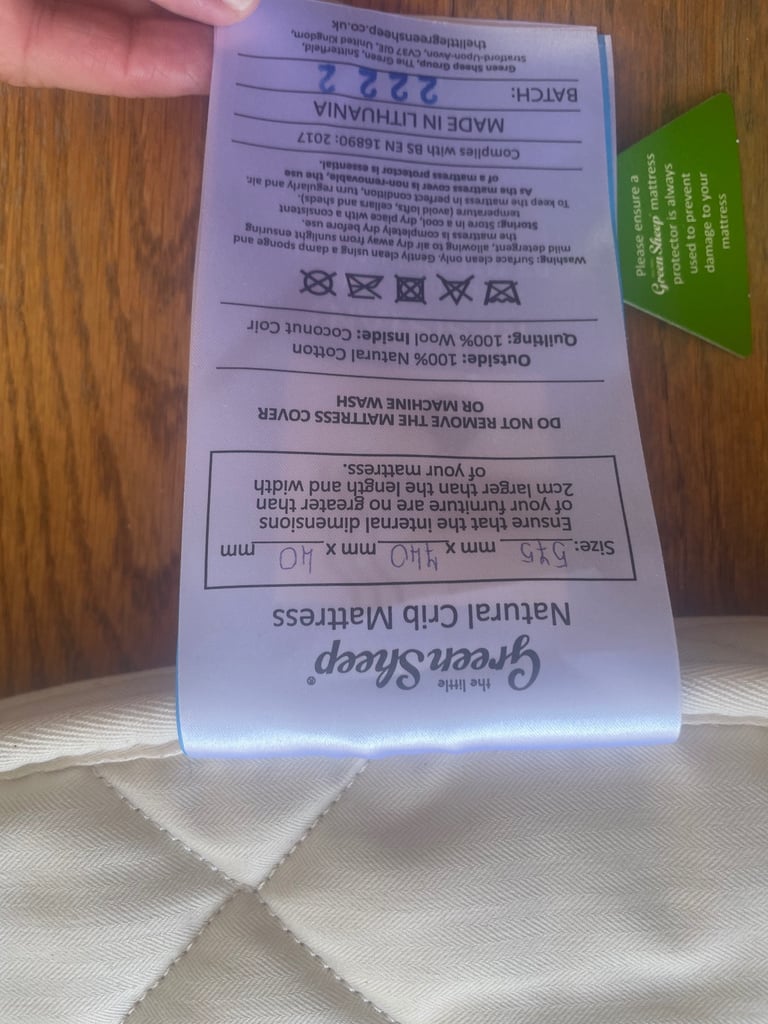 the little
Green Sheep®
Natural Crib Mattress
Size: 575 mm x 740 mm x 40 mm
Ensure that the internal dimensions
of your furniture are no greater than
2cm larger than the length and width
of your mattress.
DO NOT REMOVE THE MATTRESS COVER
OR MACHINE WASH
Outside: 100% Natural Cotton
Quilting: 100% Wool Inside: Coconut Coir
Washing: Surface clean only. Gently clean using a damp sponge and
mild detergent, allowing to air dry away from sunlight ensuring
the mattress is completely dry before use.
Storing: Store in a cool, dry place with a consistent
temperature (avoid lofts, cellars and sheds).
To keep the mattress in perfect condition, turn regularly and air.
As the mattress cover is non-removable, the use
of a mattress protector is essential.
Complies with BS EN 16890: 2017
MADE IN LITHUANIA
BATCH: 2222
Green Sheep Group, The Green, Snitterfield,
Stratford-Upon-Avon, CV37 0JE, United Kingdom,
thelittlegreensheep.co.uk
Please ensure a
Green Sheep mattress
protector is always
used to prevent
damage to your
mattress